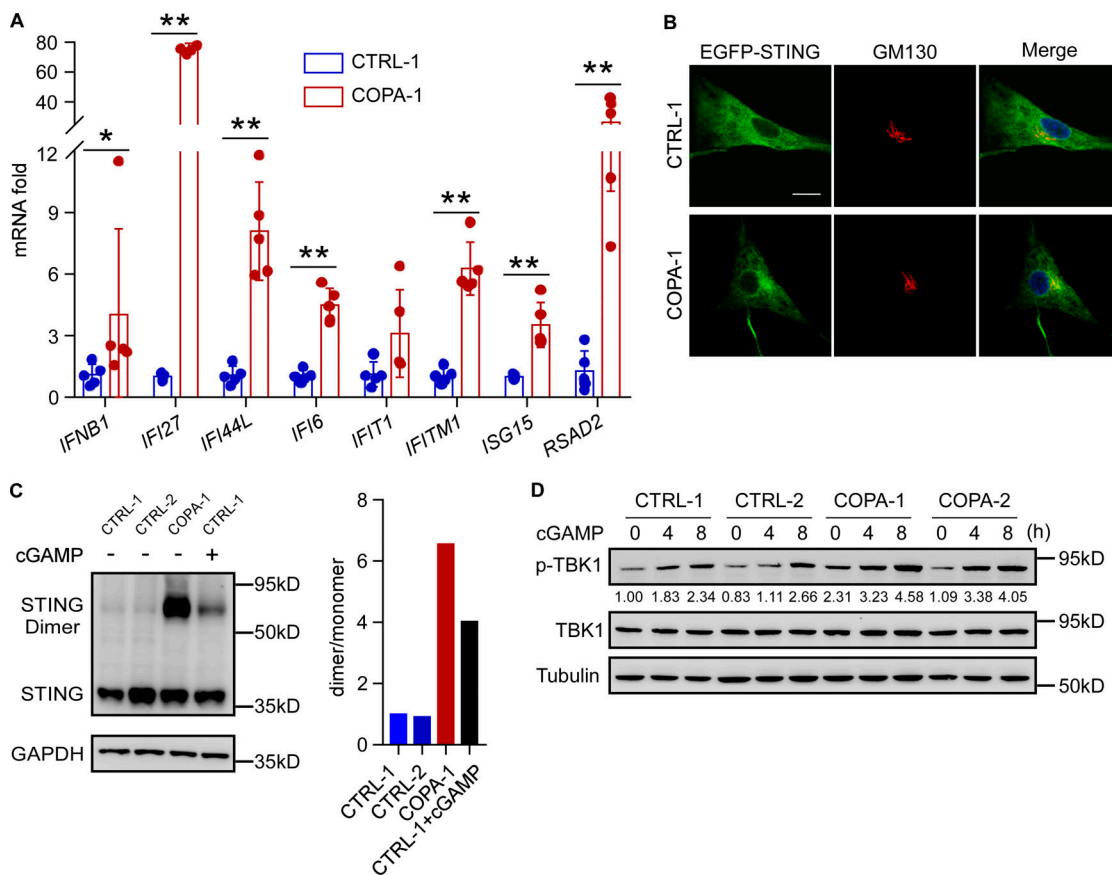 A
**
80
60
40
20
CTRL-1
COPA-1
**
*
**
**
**
**
12
9
6
3
0
mRNA fold
IFNB1
IFI27
IFI44L
IFI6
IFIT1
IFITM1
ISG15
RSAD2
B
EGFP-STING GM130 Merge
CTRL-1
COPA-1
C
CTRL-1 CTRL-2 COPA-1 CTRL-1
cGAMP - - - +
95kD
STING
Dimer
50kD
STING
35kD
GAPDH
35kD
8
6
4
2
0
dimer/monomer
CTRL-1
CTRL-2
COPA-1
CTRL-1+cGAMP
D
CTRL-1 CTRL-2 COPA-1 COPA-2
cGAMP 0 4 8 0 4 8 0 4 8 0 4 8 (h)
p-TBK1 95kD
1.00 1.83 2.34 0.83 1.11 2.66 2.31 3.23 4.58 1.09 3.38 4.05
TBK1 95kD
Tubulin 50kD